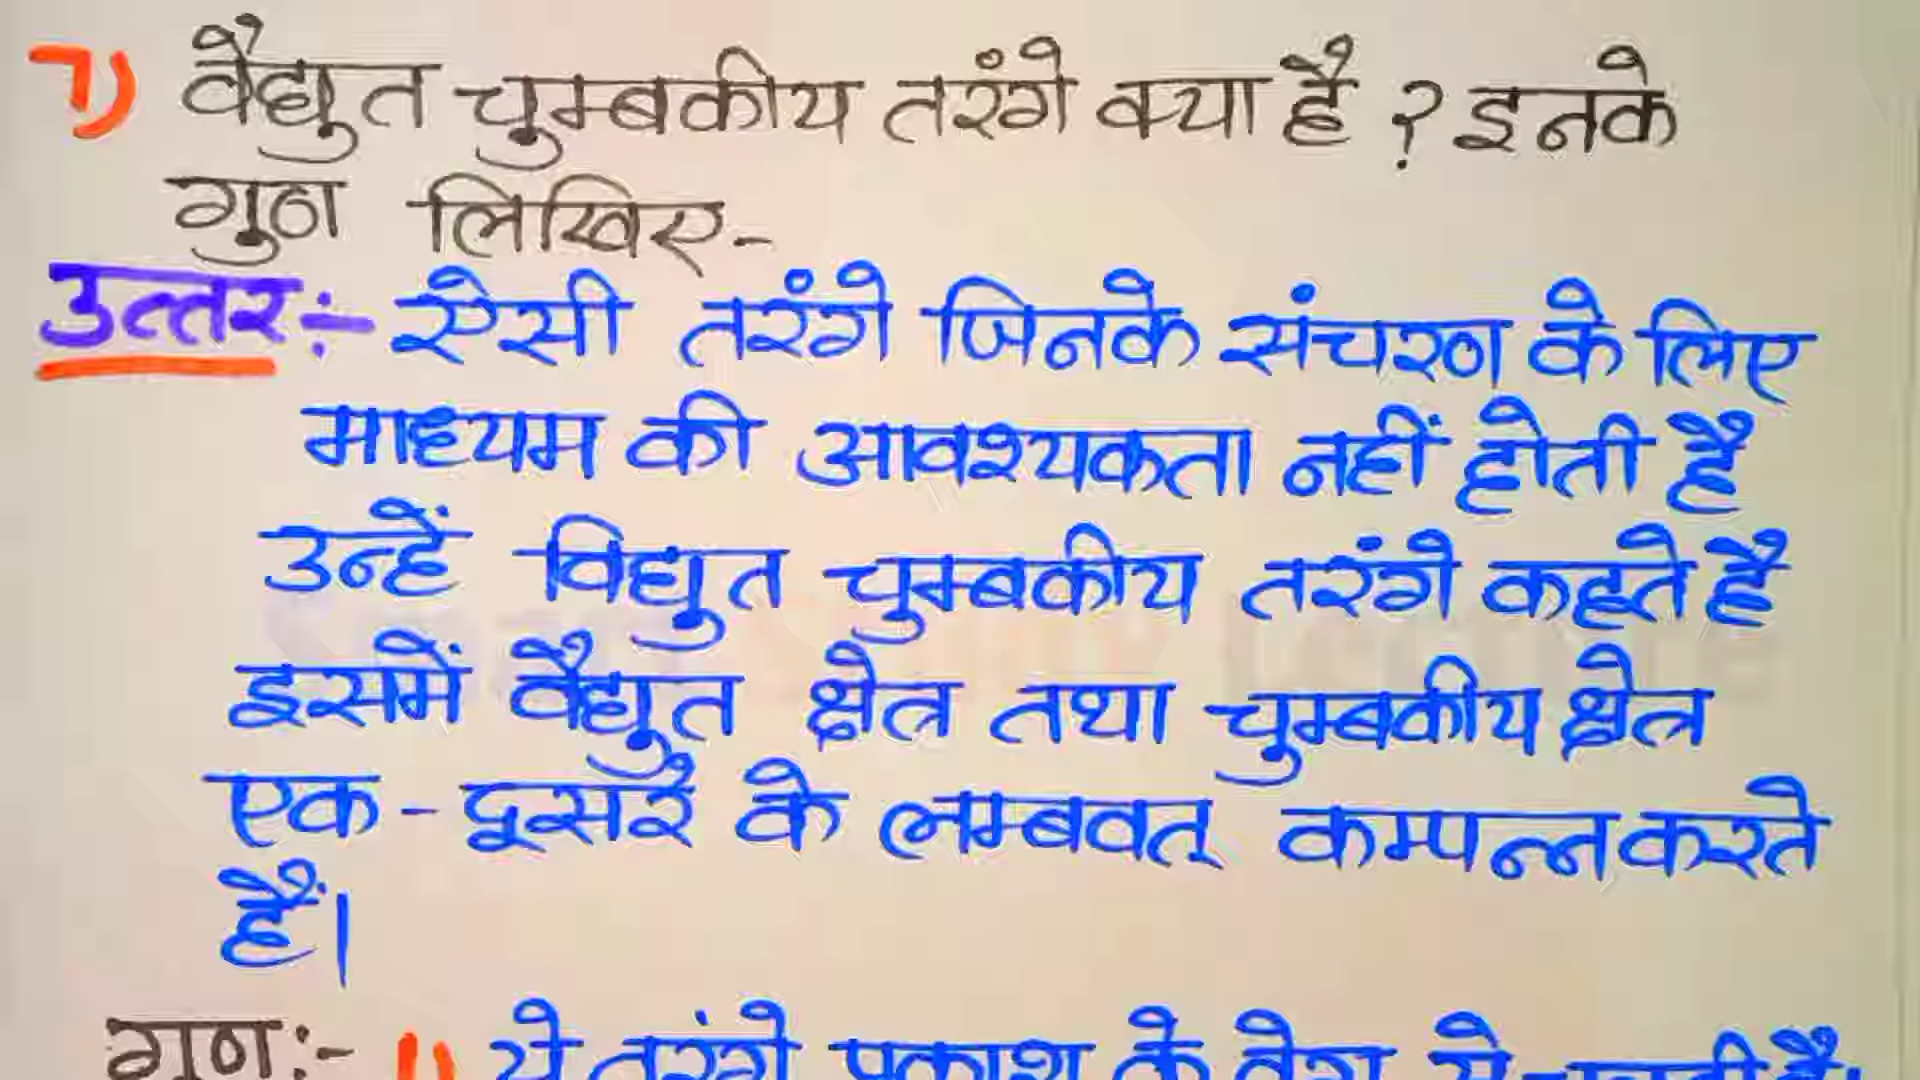 7) वैद्युत चुम्बकीय तरंगे क्या है ? इनके
गुण लिखिए-
उत्तर:- ऐसी तरंगे जिनके संचरण के लिए
माध्यम की आवश्यकता नहीं होती है
उन्हें विद्युत चुम्बकीय तरंगे कहते है
इसमें वैद्युत क्षेत्र तथा चुम्बकीय क्षेत्र
एक-दूसरे के लम्बवत् कम्पन्न करते
हैं।
गुण:- 1) ये तरंगे प्रकाश के वेग से चलती हैं।